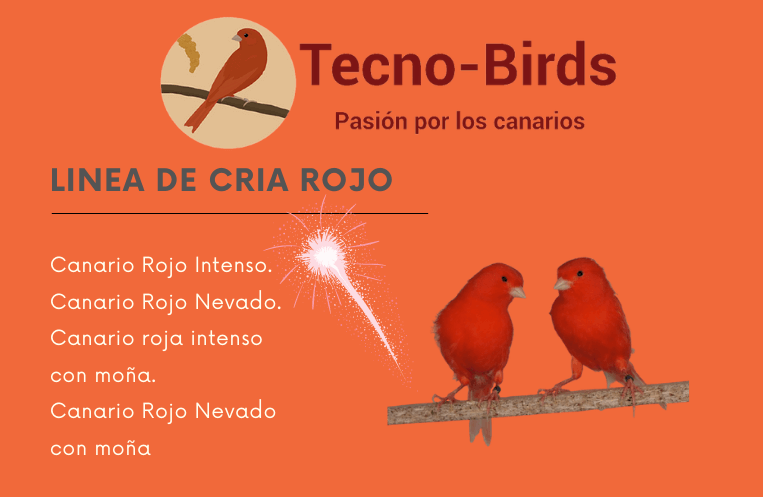 Tecno-Birds
Pasión por los canarios
LINEA DE CRIA ROJO
Canario Rojo Intenso.
Canario Rojo Nevado.
Canario roja intenso
con moña.
Canario Rojo Nevado
con moña